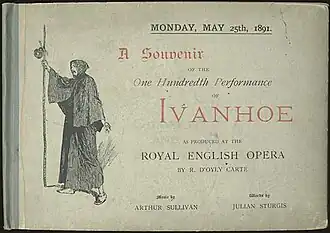 MONDAY, MAY 25th, 1891.
A Souvenir
OF THE
One Hundredth Performance
OF
IVANHOE
AS PRODUCED AT THE
ROYAL ENGLISH OPERA
BY R. D'OYLY CARTE
Music by
ARTHUR SULLIVAN
Words by
JULIAN STURGIS